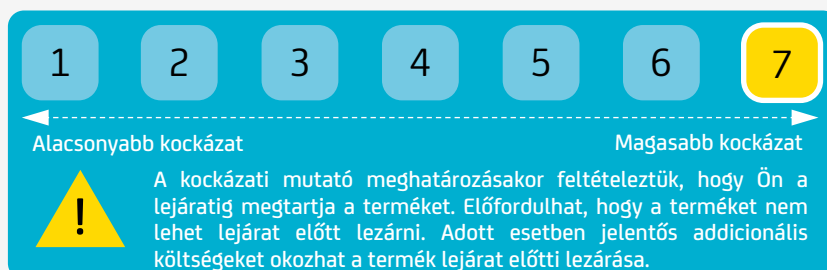 1 2 3 4 5 6 7
Alacsonyabb kockázat Magasabb kockázat
A kockázati mutató meghatározásakor feltételeztük, hogy Ön a
lejáratig megtartja a terméket. Előfordulhat, hogy a terméket nem
lehet lejárat előtt lezárni. Adott esetben jelentős addicionális
költségeket okozhat a termék lejárat előtti lezárása.
!